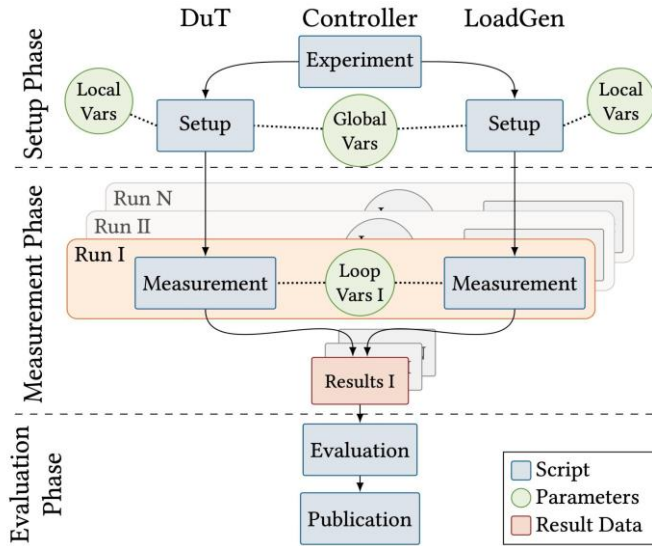 DuT
Controller
LoadGen
Setup Phase
Experiment
Local
Vars
Setup
Global
Vars
Setup
Local
Vars
Measurement Phase
Run N
Run II
Run I
Measurement
Loop
Vars I
Measurement
Results I
Evaluation
Phase
Evaluation
Publication
Script
Parameters
Result Data